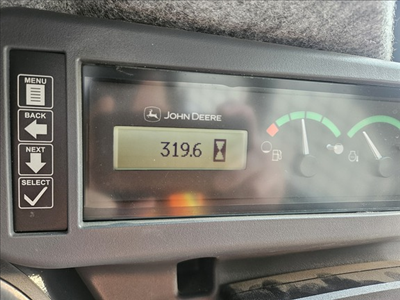 MENU
BACK
NEXT
SELECT
JOHN DEERE
319.6